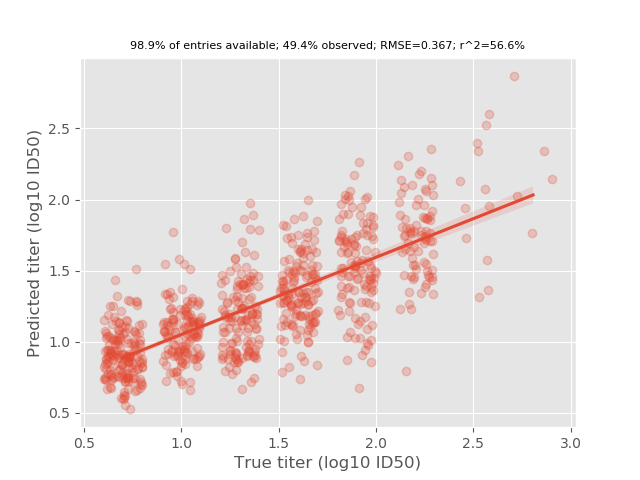 98.9% of entries available; 49.4% observed; RMSE=0.367; r^2=56.6%
Predicted titer (log10 ID50)
2.5
2.0
1.5
1.0
0.5
0.5 1.0 1.5 2.0 2.5 3.0
True titer (log10 ID50)